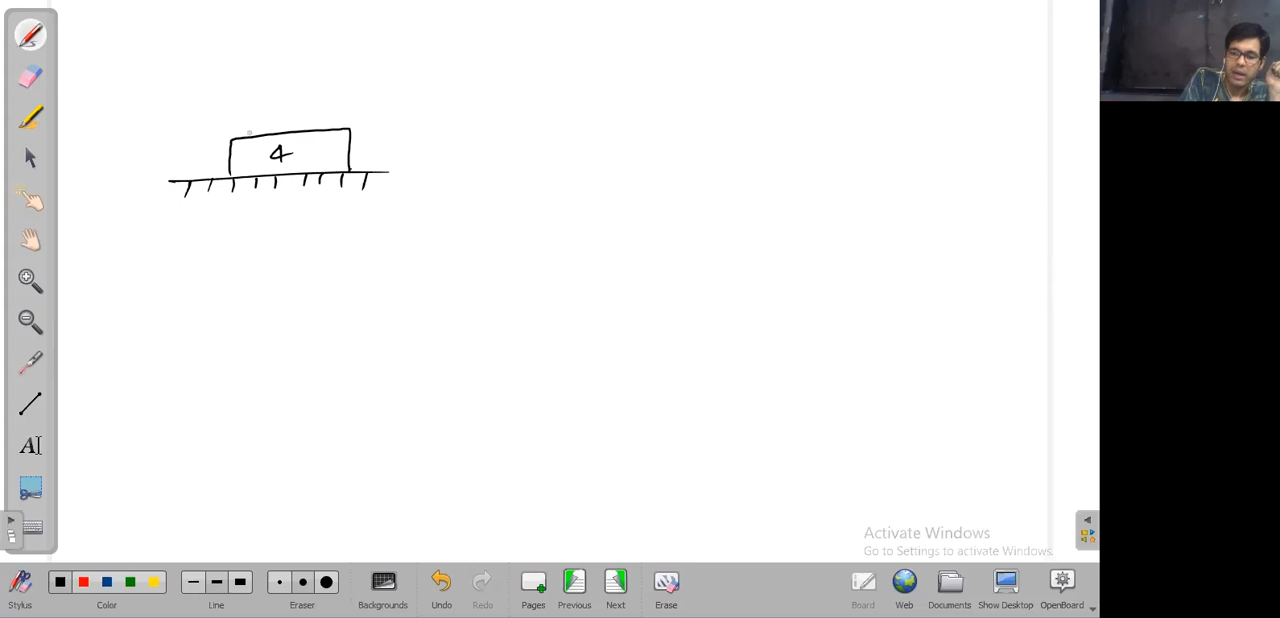 4
A
Activate Windows
Go to Settings to activate Windows.
Stylus
Color
Line
Eraser
Backgrounds
Undo
Redo
Pages
Previous
Next
Erase
Board
Web
Documents
Show Desktop
OpenBoard